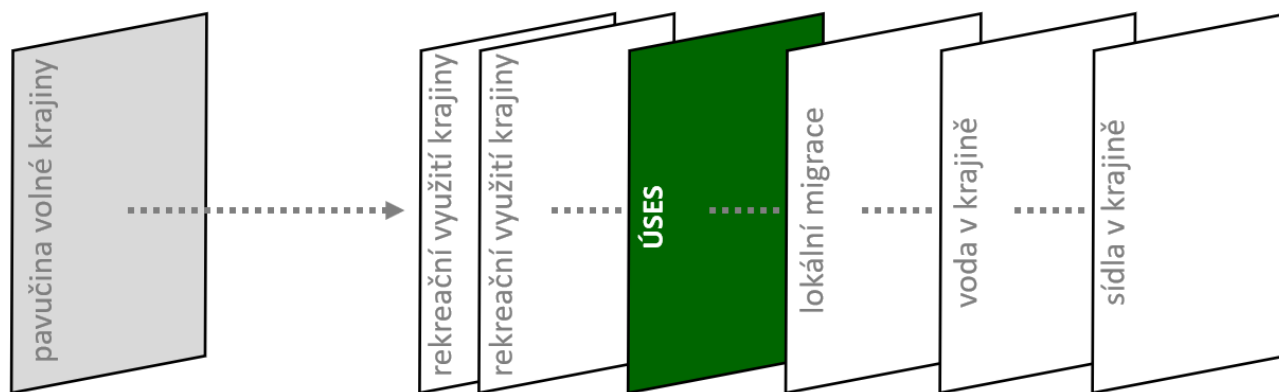 pavučina volné krajiny
rekreační využití krajiny
rekreační využití krajiny
ÚSES
lokální migrace
voda v krajině
sídla v krajině